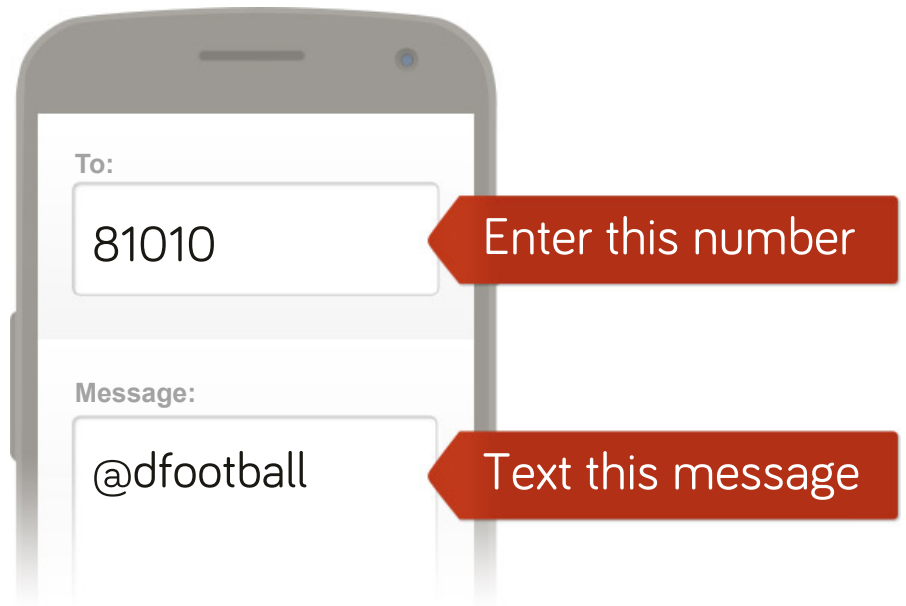 To:
81010
Enter this number
Message:
@dfootball
Text this message